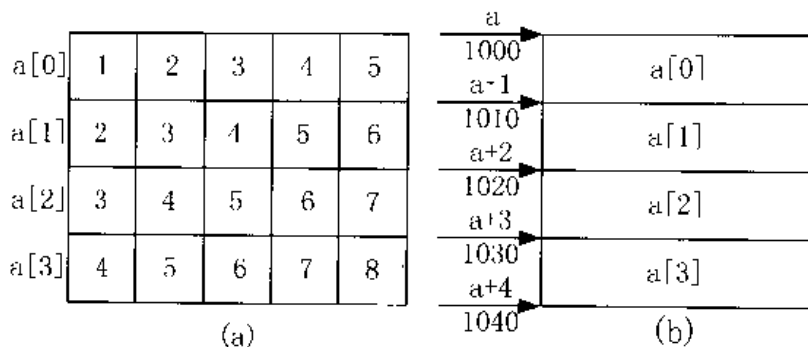 a[0] 1 2 3 4 5
a[1] 2 3 4 5 6
a[2] 3 4 5 6 7
a[3] 4 5 6 7 8
(a)
a
1000
a-1
1010
a+2
1020
a+3
1030
a+4
1040
a[0]
a[1]
a[2]
a[3]
(b)